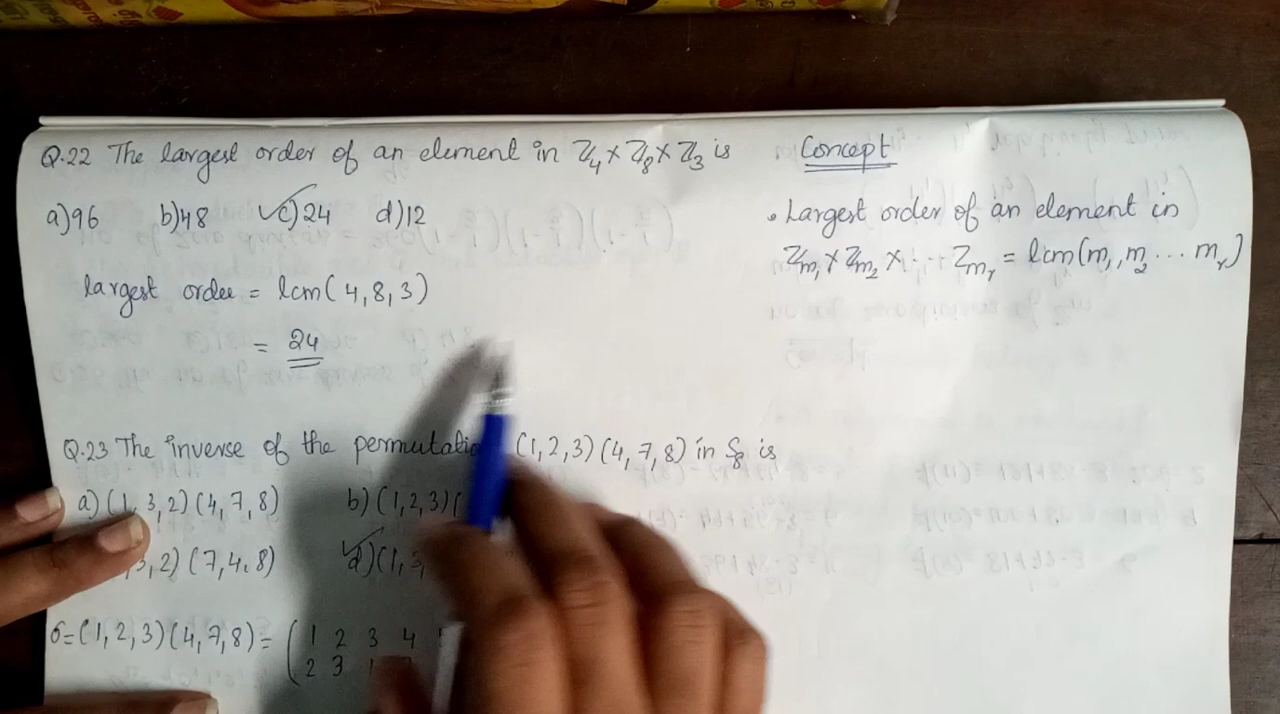 Q.22 The largest order of an element in ℤ₄ × ℤ₈ × ℤ₃ is
a) 96 b) 48 c) 24 d) 12
largest order = lcm( 4, 8, 3 )
= 24
Concept
• Largest order of an element in
ℤm₁ × ℤm₂ × ... ℤmᵣ = lcm(m₁, m₂ ... mᵣ)
Q.23 The inverse of the (1, 2, 3) (4, 7, 8) in S₈ is
a) (1, 3, 2) (4, 7, 8) b) (1, 2, 3) (
, 2) (7, 4, 8) d) (1,
σ = (1, 2, 3) (4, 7, 8) = ( 1 2 3 4
2 3 1